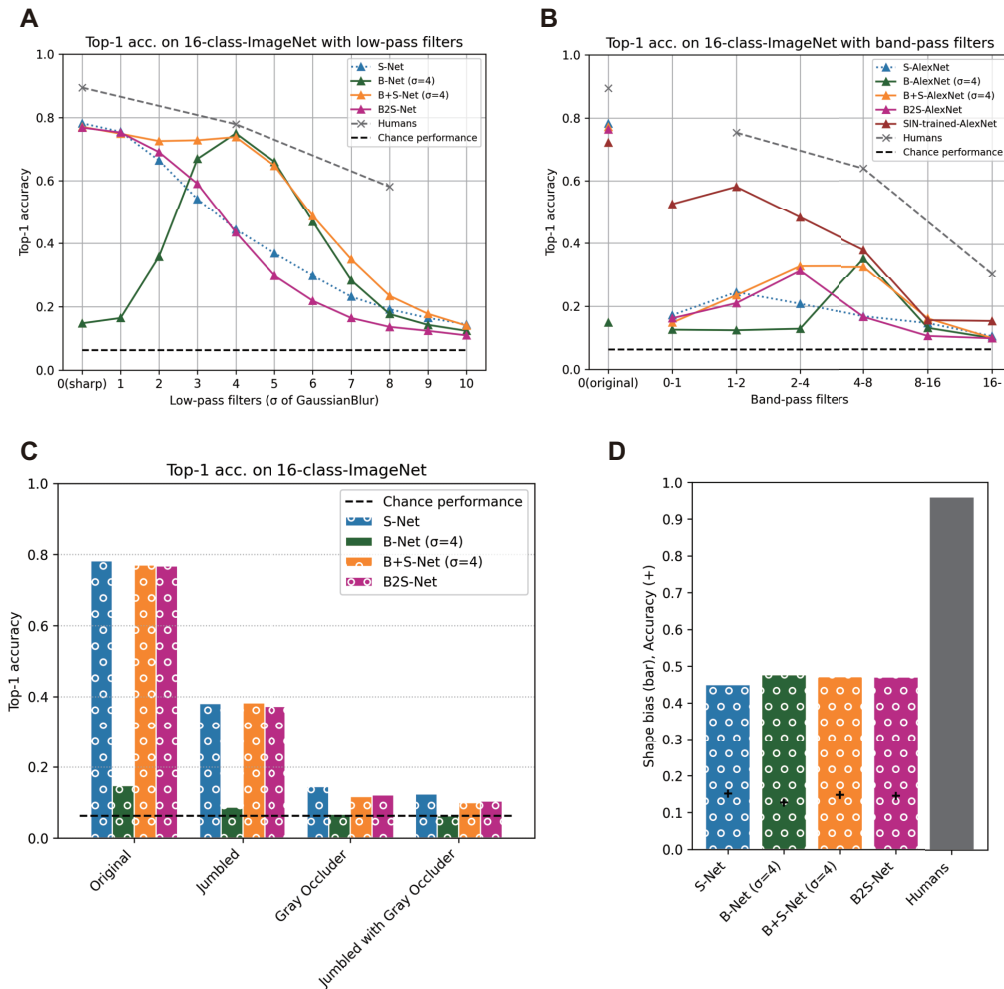 A
Top-1 acc. on 16-class-ImageNet with low-pass filters
1.0
0.8
0.6
0.4
0.2
0.0
Top-1 accuracy
S-Net
B-Net (σ=4)
B+S-Net (σ=4)
B2S-Net
Humans
Chance performance
0(sharp) 1 2 3 4 5 6 7 8 9 10
Low-pass filters (σ of GaussianBlur)
B
Top-1 acc. on 16-class-ImageNet with band-pass filters
1.0
0.8
0.6
0.4
0.2
0.0
Top-1 accuracy
S-AlexNet
B-AlexNet (σ=4)
B+S-AlexNet (σ=4)
B2S-AlexNet
SIN-trained-AlexNet
Humans
Chance performance
0(original) 0-1 1-2 2-4 4-8 8-16 16-
Band-pass filters
C
Top-1 acc. on 16-class-ImageNet
1.0
0.8
0.6
0.4
0.2
0.0
Top-1 accuracy
Chance performance
S-Net
B-Net (σ=4)
B+S-Net (σ=4)
B2S-Net
Original
Jumbled
Gray Occluder
Jumbled with Gray Occluder
D
1.0
0.9
0.8
0.7
0.6
0.5
0.4
0.3
0.2
0.1
0.0
Shape bias (bar), Accuracy (+)
S-Net
B-Net (σ=4)
B+S-Net (σ=4)
B2S-Net
Humans